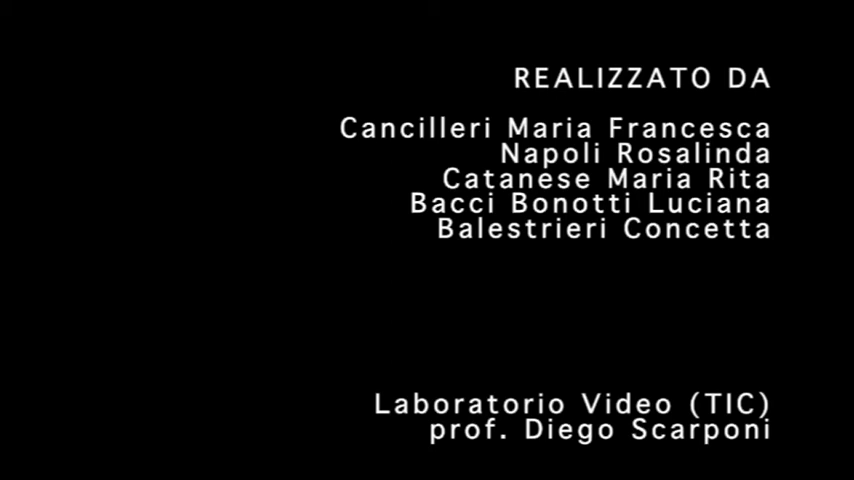 REALIZZATO DA
Cancilleri Maria Francesca
Napoli Rosalinda
Catanese Maria Rita
Bacci Bonotti Luciana
Balestrieri Concetta
Laboratorio Video (TIC)
prof. Diego Scarponi